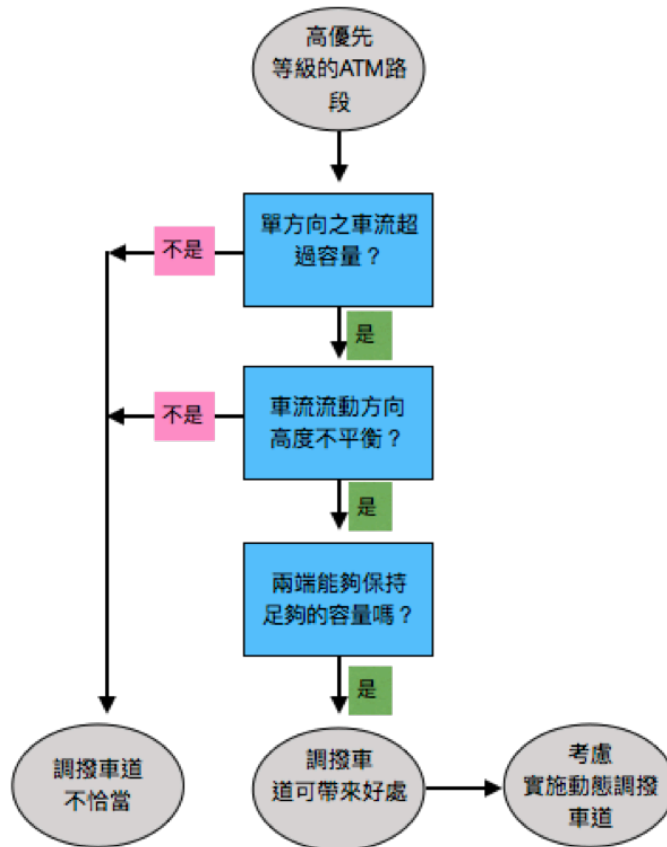 高優先
等級的ATM路
段
單方向之車流超
過容量？
不是
是
車流流動方向
高度不平衡？
不是
是
兩端能夠保持
足夠的容量嗎？
是
調撥車道
不恰當
調撥車
道可帶來好處
考慮
實施動態調撥
車道